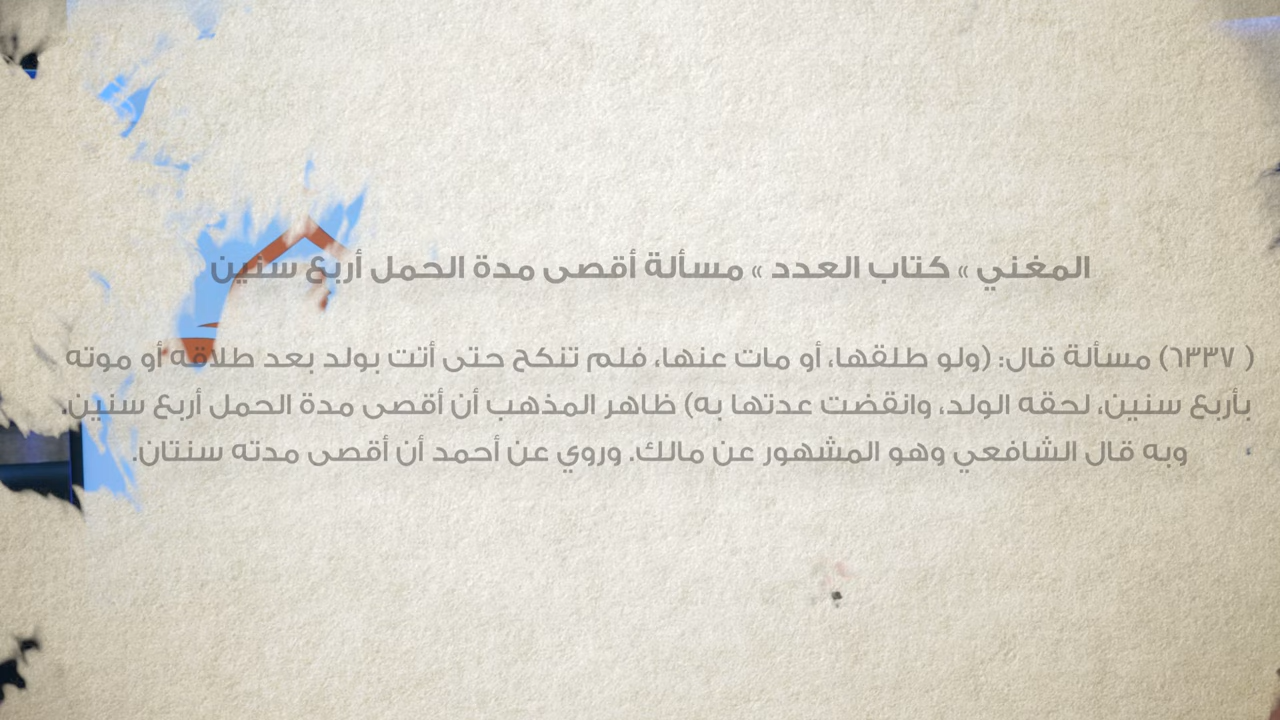 المغني » كتاب العدد » مسألة أقصى مدة الحمل أربع سنين
( ٦٣٣٧) مسألة قال: (ولو طلقها، أو مات عنها، فلم تنكح حتى أتت بولد بعد طلاقه أو موته
بأربع سنين، لحقه الولد، وانقضت عدتها به) ظاهر المذهب أن أقصى مدة الحمل أربع سنين.
وبه قال الشافعي وهو المشهور عن مالك. وروي عن أحمد أن أقصى مدته سنتان.